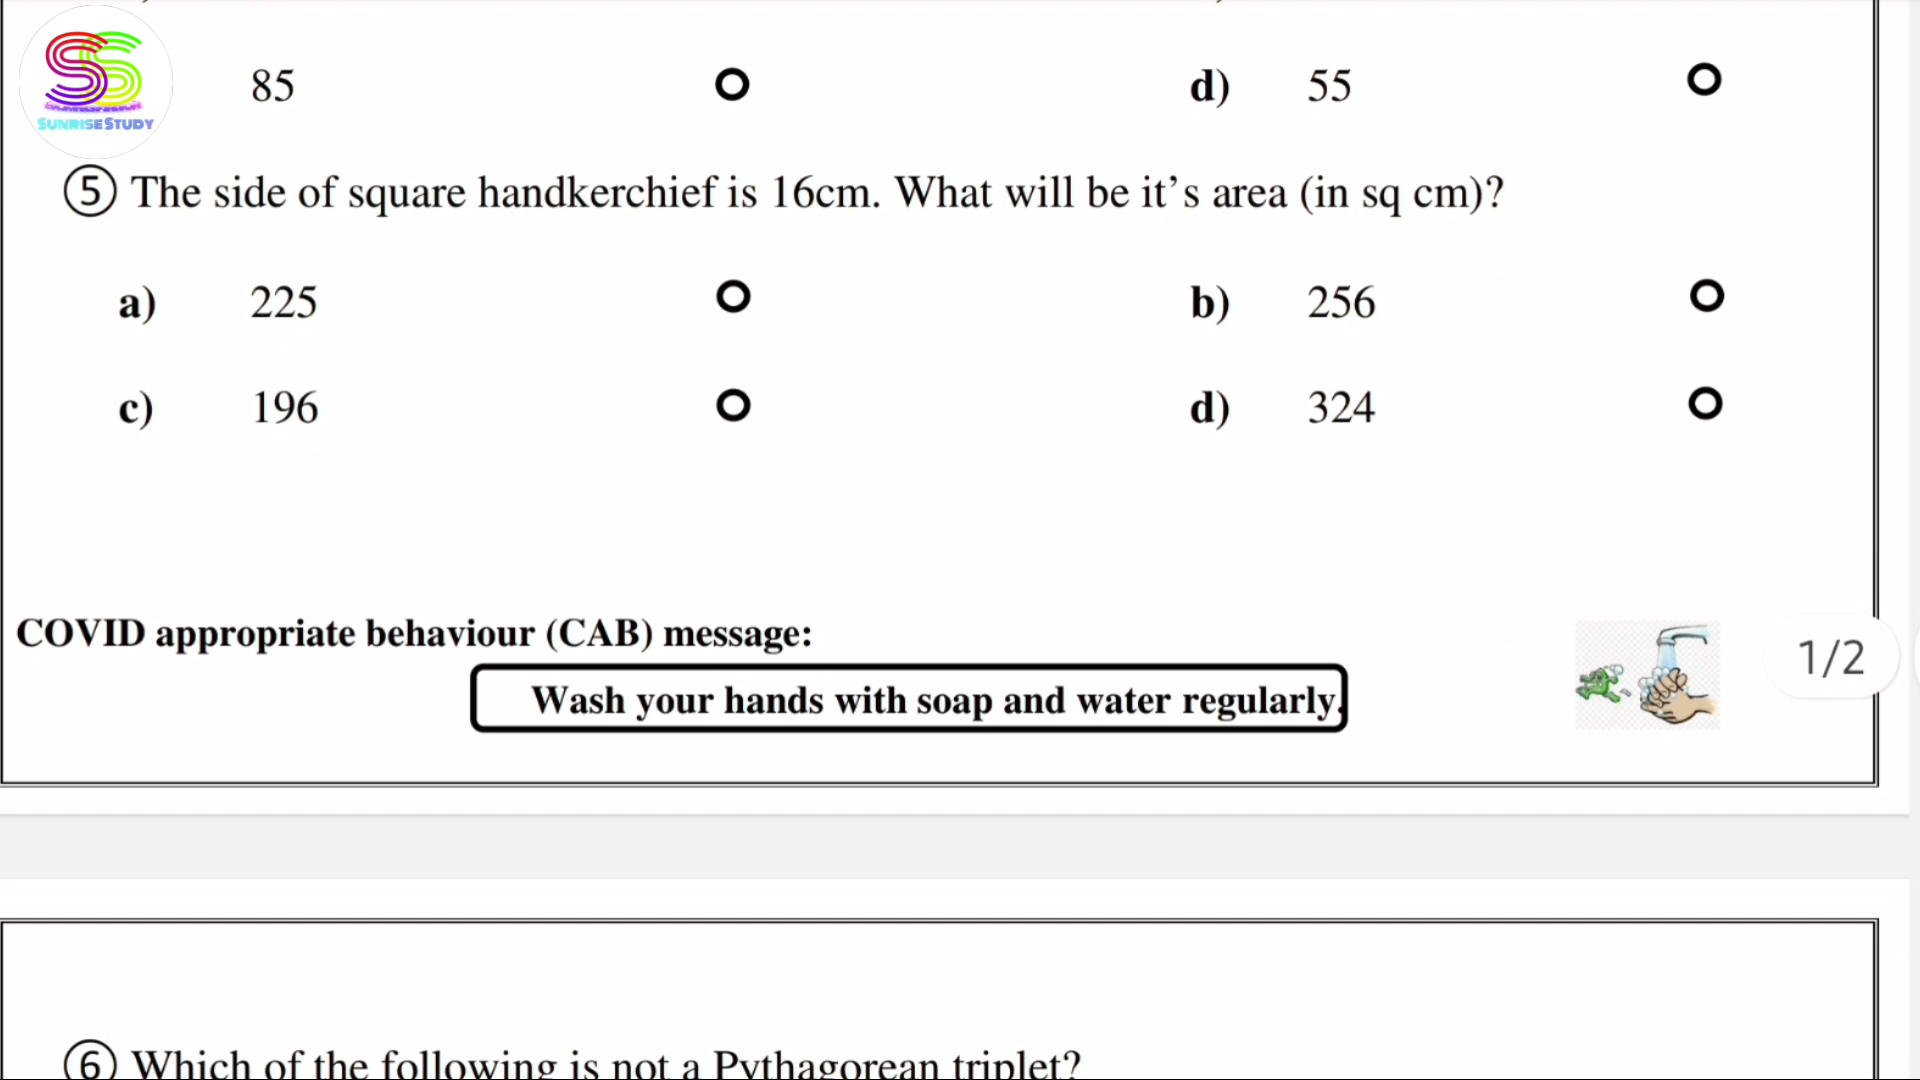 SS
SUNRISE STUDY
85 d) 55
⑤ The side of square handkerchief is 16cm. What will be it’s area (in sq cm)?
a) 225 b) 256
c) 196 d) 324
COVID appropriate behaviour (CAB) message:
Wash your hands with soap and water regularly.
1/2
⑥ Which of the following is not a Pythagorean triplet?